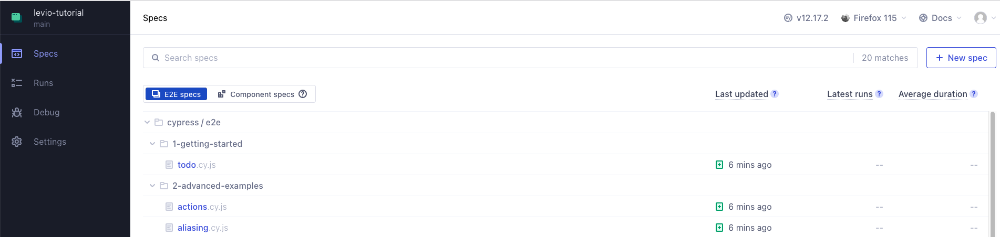 levio-tutorial
main
Specs
v12.17.2
Firefox 115
Docs
Specs
Runs
Debug
Settings
Search specs
20 matches
+ New spec
E2E specs
Component specs ?
Last updated ?
Latest runs ?
Average duration ?
cypress / e2e
1-getting-started
todo.cy.js 6 mins ago -- --
2-advanced-examples
actions.cy.js 6 mins ago -- --
aliasing.cy.js 6 mins ago -- --